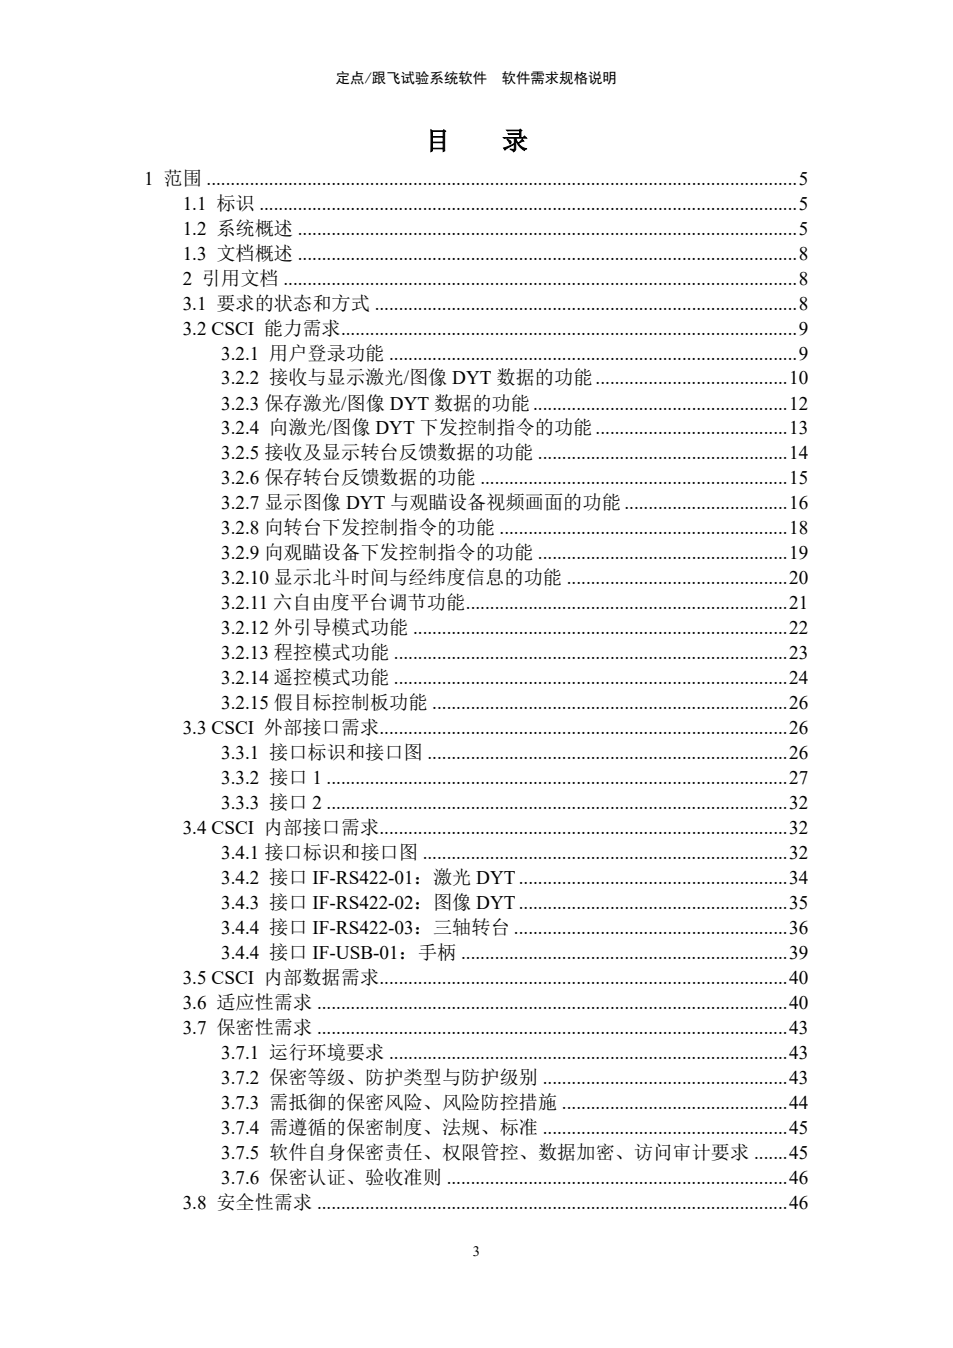 定点/跟飞试验系统软件 软件需求规格说明
目 录
1 范围 ........ 5
1.1 标识 ........ 5
1.2 系统概述 ........ 5
1.3 文档概述 ........ 8
2 引用文档 ........ 8
3.1 要求的状态和方式 ........ 8
3.2 CSCI 能力需求 ........ 9
3.2.1 用户登录功能 ........ 9
3.2.2 接收与显示激光/图像 DYT 数据的功能 ........ 10
3.2.3 保存激光/图像 DYT 数据的功能 ........ 12
3.2.4 向激光/图像 DYT 下发控制指令的功能 ........ 13
3.2.5 接收及显示转台反馈数据的功能 ........ 14
3.2.6 保存转台反馈数据的功能 ........ 15
3.2.7 显示图像 DYT 与观瞄设备视频画面的功能 ........ 16
3.2.8 向转台下发控制指令的功能 ........ 18
3.2.9 向观瞄设备下发控制指令的功能 ........ 19
3.2.10 显示北斗时间与经纬度信息的功能 ........ 20
3.2.11 六自由度平台调节功能 ........ 21
3.2.12 外引导模式功能 ........ 22
3.2.13 程控模式功能 ........ 23
3.2.14 遥控模式功能 ........ 24
3.2.15 假目标控制板功能 ........ 26
3.3 CSCI 外部接口需求 ........ 26
3.3.1 接口标识和接口图 ........ 26
3.3.2 接口 1 ........ 27
3.3.3 接口 2 ........ 32
3.4 CSCI 内部接口需求 ........ 32
3.4.1 接口标识和接口图 ........ 32
3.4.2 接口 IF-RS422-01：激光 DYT ........ 34
3.4.3 接口 IF-RS422-02：图像 DYT ........ 35
3.4.4 接口 IF-RS422-03：三轴转台 ........ 36
3.4.4 接口 IF-USB-01：手柄 ........ 39
3.5 CSCI 内部数据需求 ........ 40
3.6 适应性需求 ........ 40
3.7 保密性需求 ........ 43
3.7.1 运行环境要求 ........ 43
3.7.2 保密等级、防护类型与防护级别 ........ 43
3.7.3 需抵御的保密风险、风险防控措施 ........ 44
3.7.4 需遵循的保密制度、法规、标准 ........ 45
3.7.5 软件自身保密责任、权限管控、数据加密、访问审计要求 ........ 45
3.7.6 保密认证、验收准则 ........ 46
3.8 安全性需求 ........ 46
3